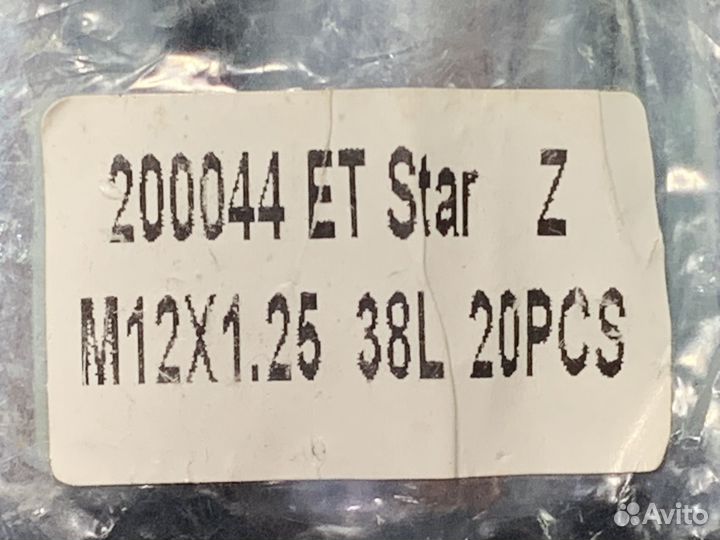 200044 ET Star Z
M12X1.25 38L 20PCS
Avito